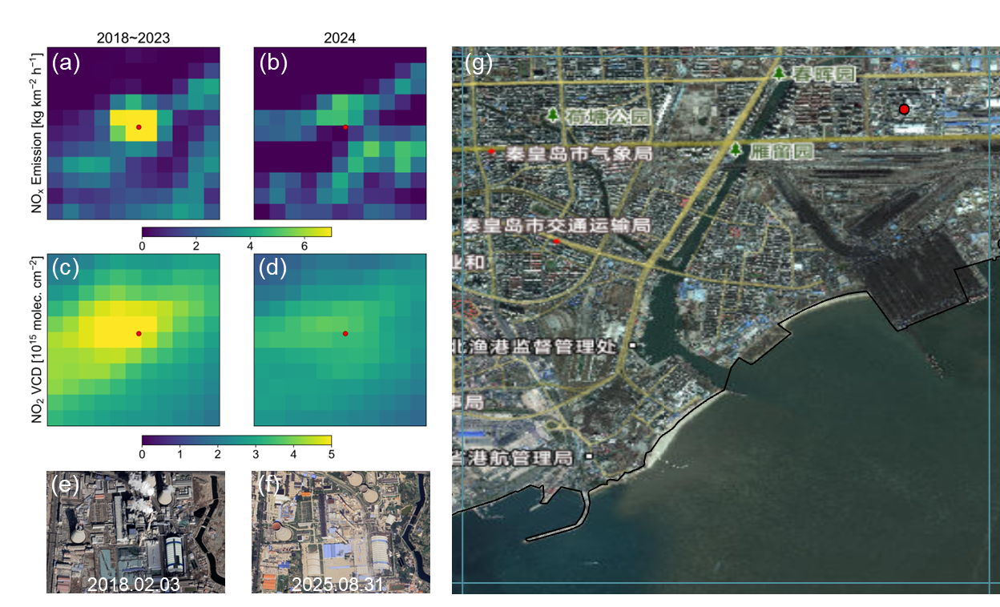 2018~2023
2024
(a)
(b)
(g)
NOx Emission [kg km−2 h−1]
0 2 4 6
(c)
(d)
NO2 VCD [1015 molec. cm−2]
0 1 2 3 4 5
(e)
2018.02.03
(f)
2025.08.31
春晖园
荷塘公园
秦皇岛市气象局
雁留园
秦皇岛市交通运输局
业和
北渔港监督管理处
局
省港航管理局